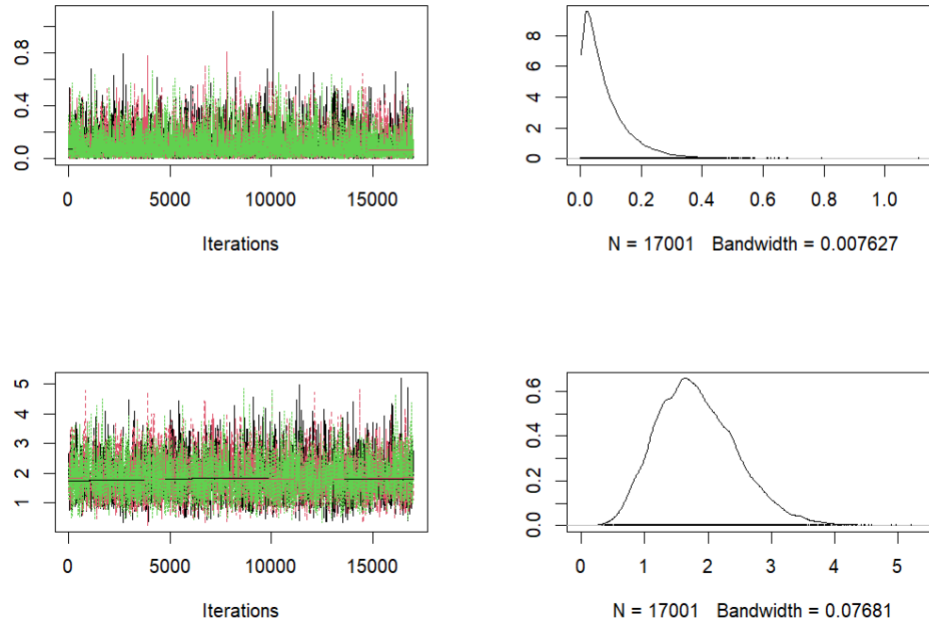 0.0 0.4 0.8
0 5000 10000 15000
Iterations
0 2 4 6 8
0.0 0.2 0.4 0.6 0.8 1.0
N = 17001 Bandwidth = 0.007627
1 2 3 4 5
0 5000 10000 15000
Iterations
0.0 0.2 0.4 0.6
0 1 2 3 4 5
N = 17001 Bandwidth = 0.07681